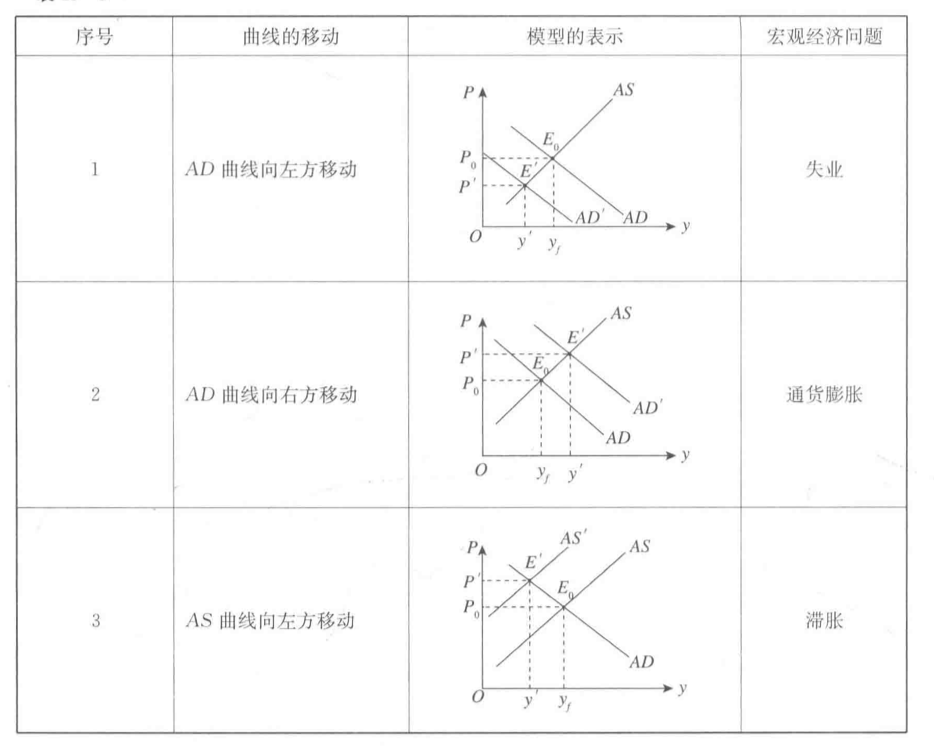 序号 曲线的移动 模型的表示 宏观经济问题
1 AD 曲线向左方移动 失业
P AS
P₀ E₀
P′ E′
AD′ AD
O y′ y_f y
2 AD 曲线向右方移动 通货膨胀
P AS
P′ E′
P₀ E₀
AD′
AD
O y_f y′ y
3 AS 曲线向左方移动 滞胀
P AS′ AS
P′ E′
P₀ E₀
AD
O y′ y_f y